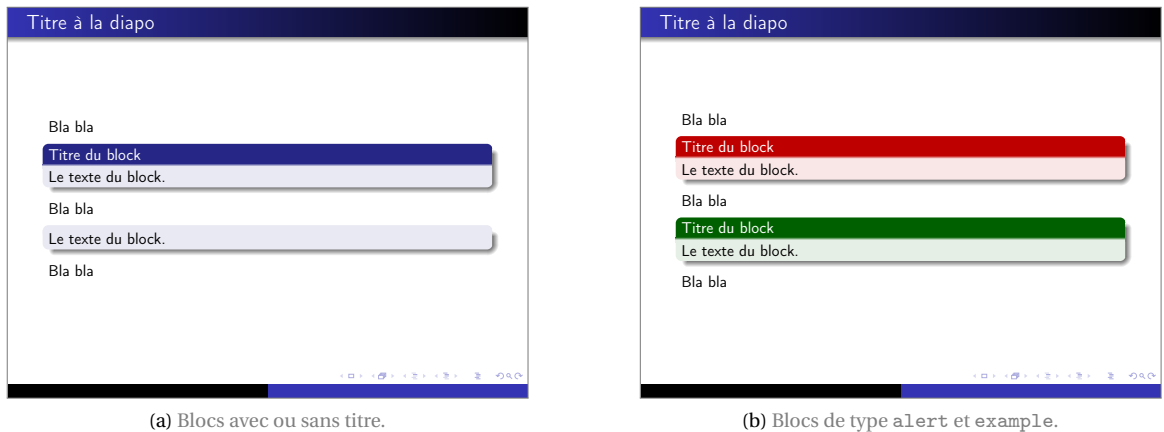 Titre à la diapo
Bla bla
Titre du block
Le texte du block.
Bla bla
Le texte du block.
Bla bla
(a) Blocs avec ou sans titre.
Titre à la diapo
Bla bla
Titre du block
Le texte du block.
Bla bla
Titre du block
Le texte du block.
Bla bla
(b) Blocs de type alert et example.